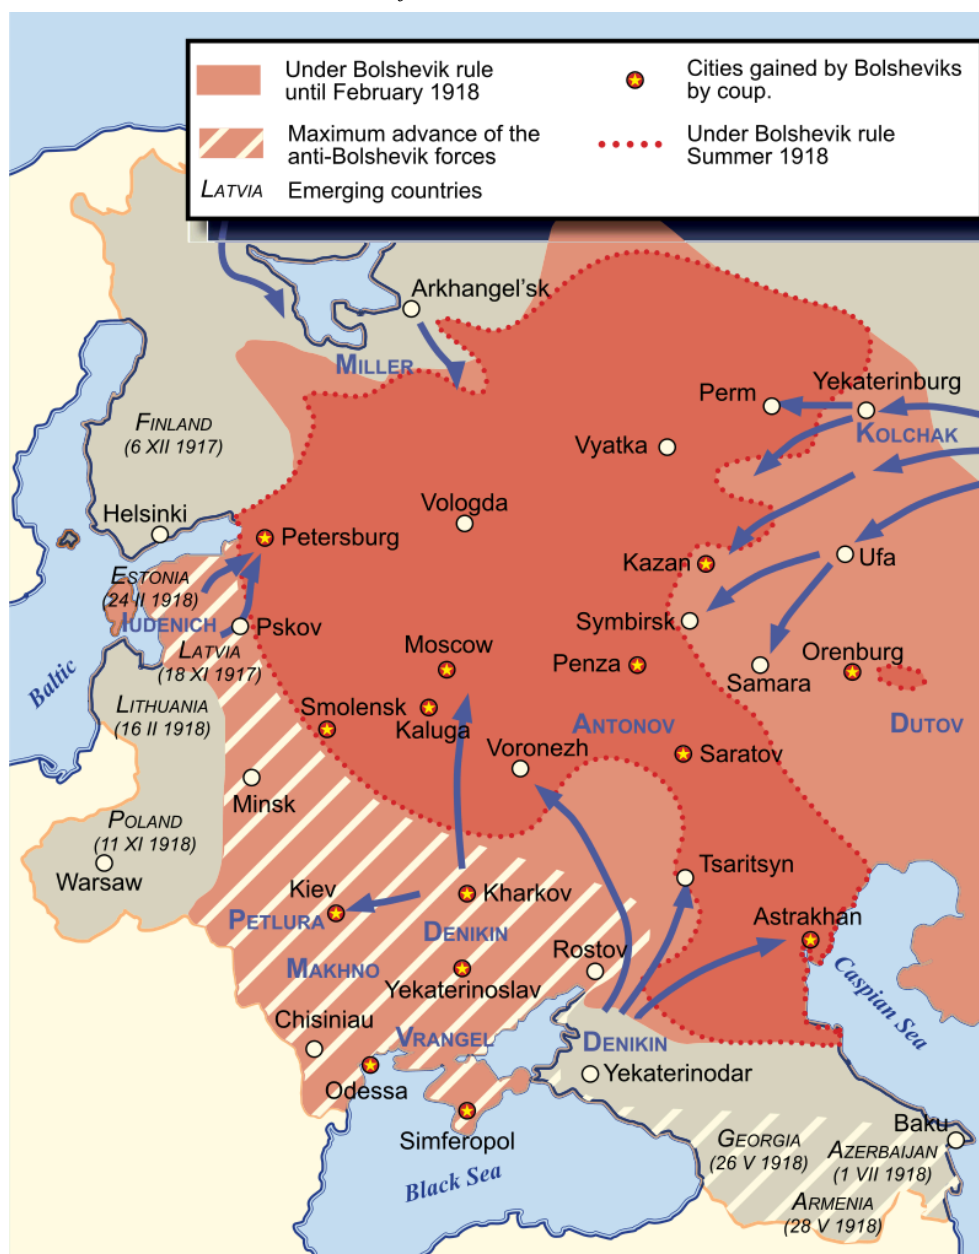 Under Bolshevik rule
until February 1918
Cities gained by Bolsheviks
by coup.
Maximum advance of the
anti-Bolshevik forces
Under Bolshevik rule
Summer 1918
LATVIA
Emerging countries
Arkhangel'sk
MILLER
Perm
Yekaterinburg
KOLCHAK
FINLAND
(6 XII 1917)
Vyatka
Vologda
Helsinki
Petersburg
Kazan
Ufa
ESTONIA
(24 II 1918)
IUDENICH
Pskov
Symbirsk
LATVIA
(18 XI 1917)
Moscow
Penza
Orenburg
Samara
Baltic
LITHUANIA
(16 II 1918)
Smolensk
Kaluga
ANTONOV
DUTOV
Voronezh
Saratov
Minsk
POLAND
(11 XI 1918)
Warsaw
Tsaritsyn
Kiev
Kharkov
PETLURA
DENIKIN
Astrakhan
Rostov
MAKHNO
Yekaterinoslav
Caspian Sea
Chisiniau
VRANGEL
DENIKIN
Odessa
Yekaterinodar
Simferopol
Baku
GEORGIA
(26 V 1918)
AZERBAIJAN
(1 VII 1918)
Black Sea
ARMENIA
(28 V 1918)